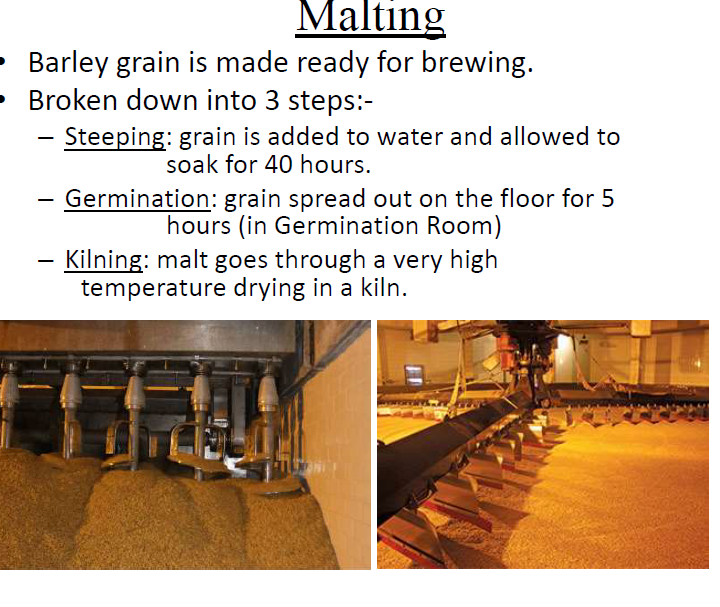 Malting
• Barley grain is made ready for brewing.
• Broken down into 3 steps:-
– Steeping: grain is added to water and allowed to
soak for 40 hours.
– Germination: grain spread out on the floor for 5
hours (in Germination Room)
– Kilning: malt goes through a very high
temperature drying in a kiln.